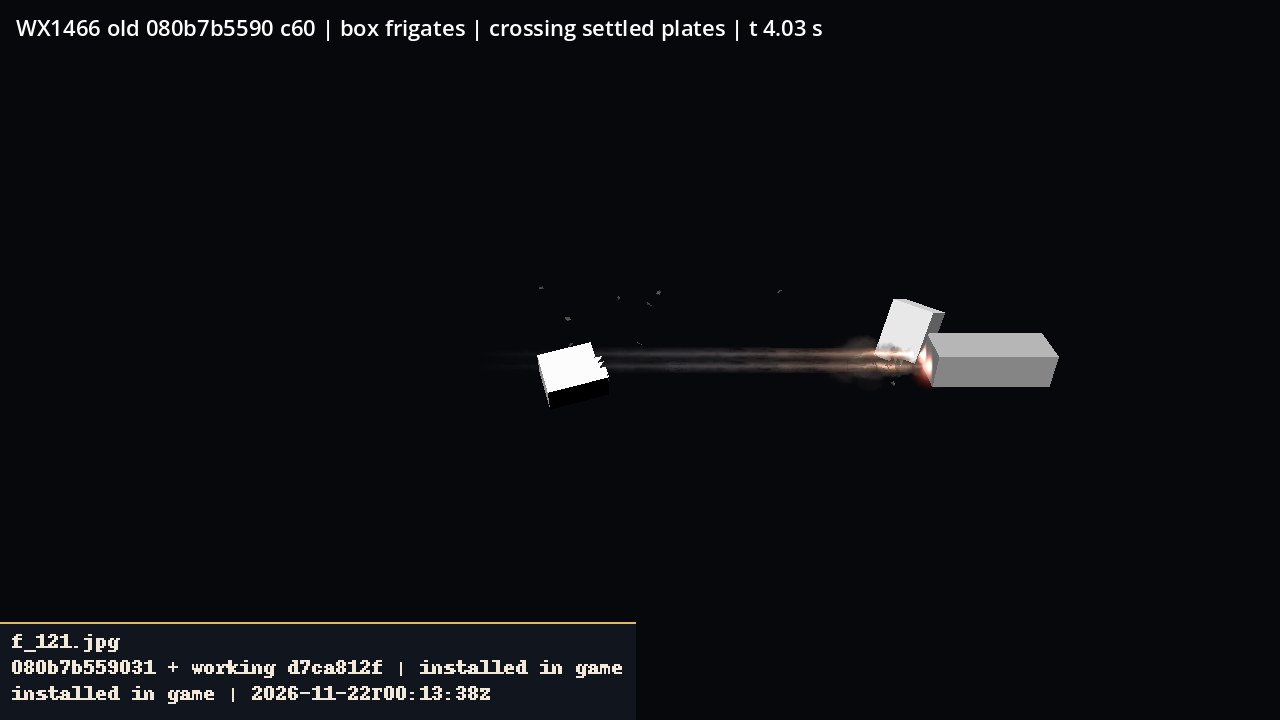 WX1466 old 080b7b5590 c60 | box frigates | crossing settled plates | t 4.03 s
f_121.jpg
080b7b559031 + working d7ca812f | installed in game
installed in game | 2026-11-22T00:13:38Z